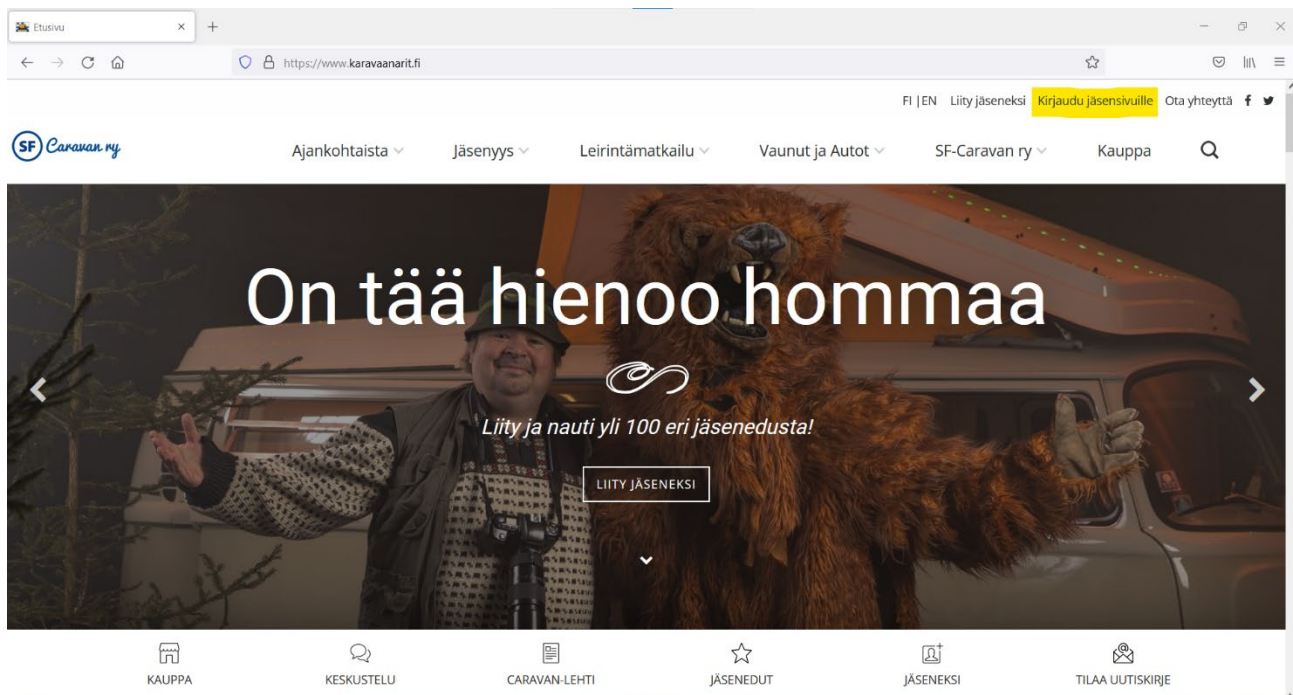 Etusivu
https://www.karavaanarit.fi
FI | EN Liity jäseneksi Kirjaudu jäsensivuille Ota yhteyttä
SF Caravan ry
Ajankohtaista Jäsenyys Leirintämatkailu Vaunut ja Autot SF-Caravan ry Kauppa
On tää hienoo hommaa
Liity ja nauti yli 100 eri jäsenedusta!
LIITY JÄSENEKSI
KAUPPA KESKUSTELU CARAVAN-LEHTI JÄSENEDUT JÄSENEKSI TILAA UUTISKIRJE